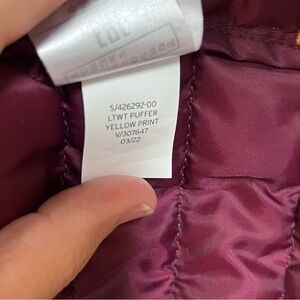 S/426292-00
LTWT PUFFER
YELLOW PRINT
V/307647
03/22